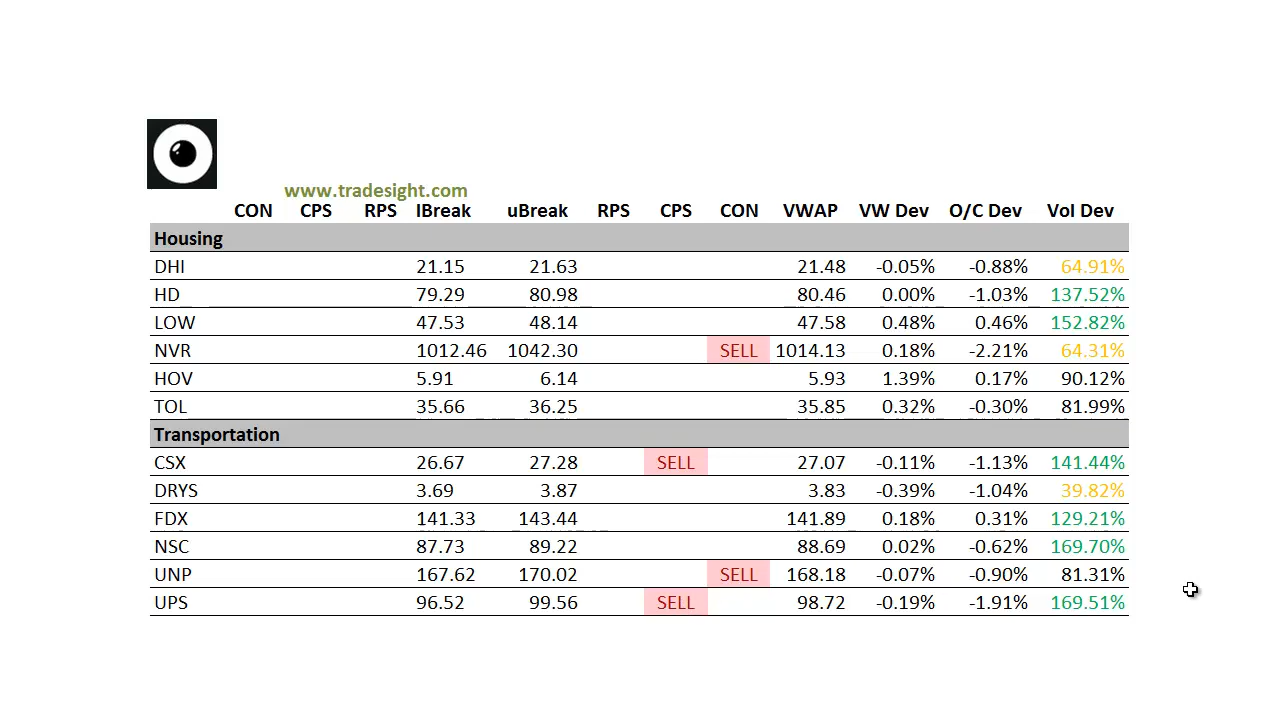 www.tradesight.com
CON CPS RPS lBreak uBreak RPS CPS CON VWAP VW Dev O/C Dev Vol Dev
Housing
DHI 21.15 21.63 21.48 -0.05% -0.88% 64.91%
HD 79.29 80.98 80.46 0.00% -1.03% 137.52%
LOW 47.53 48.14 47.58 0.48% 0.46% 152.82%
NVR 1012.46 1042.30 SELL 1014.13 0.18% -2.21% 64.31%
HOV 5.91 6.14 5.93 1.39% 0.17% 90.12%
TOL 35.66 36.25 35.85 0.32% -0.30% 81.99%
Transportation
CSX 26.67 27.28 SELL 27.07 -0.11% -1.13% 141.44%
DRYS 3.69 3.87 3.83 -0.39% -1.04% 39.82%
FDX 141.33 143.44 141.89 0.18% 0.31% 129.21%
NSC 87.73 89.22 88.69 0.02% -0.62% 169.70%
UNP 167.62 170.02 SELL 168.18 -0.07% -0.90% 81.31%
UPS 96.52 99.56 SELL 98.72 -0.19% -1.91% 169.51%